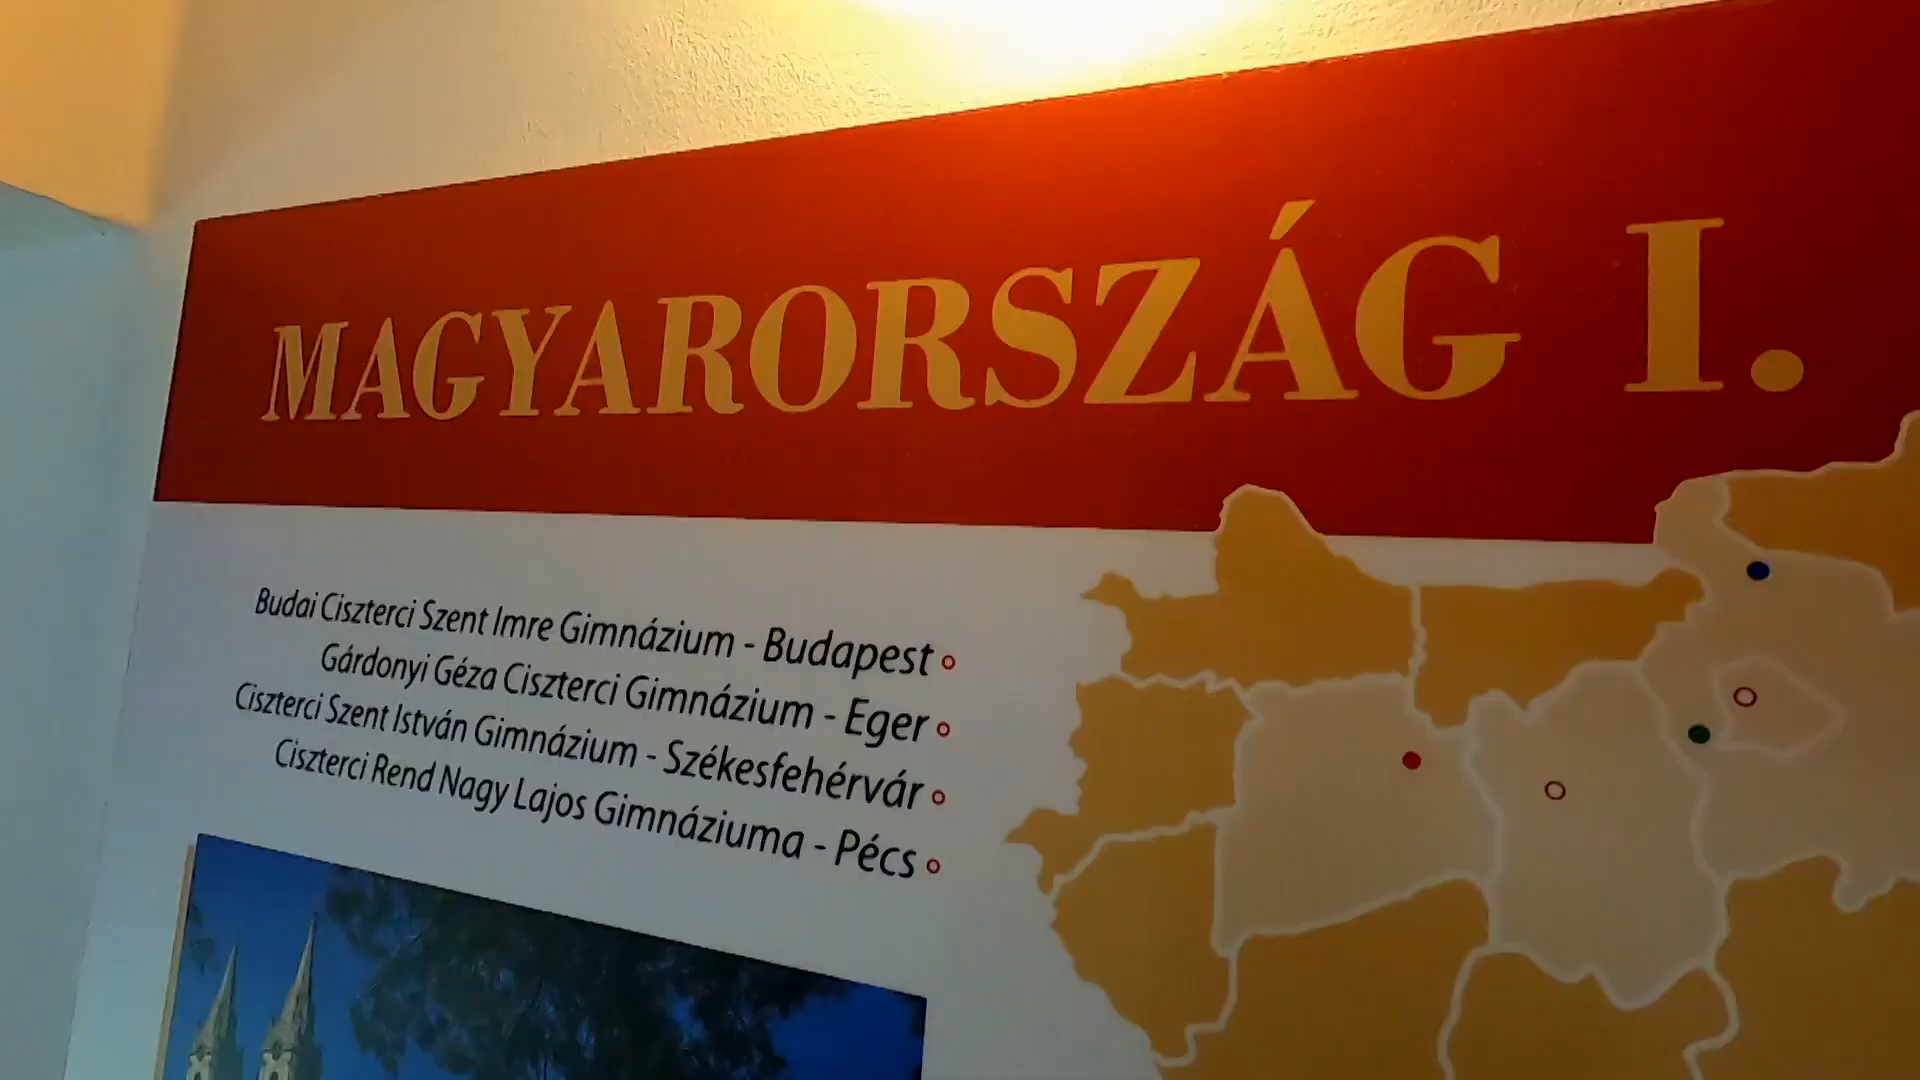 MAGYARORSZÁG I.
Budai Ciszterci Szent Imre Gimnázium - Budapest
Gárdonyi Géza Ciszterci Gimnázium - Eger
Ciszterci Szent István Gimnázium - Székesfehérvár
Ciszterci Rend Nagy Lajos Gimnáziuma - Pécs